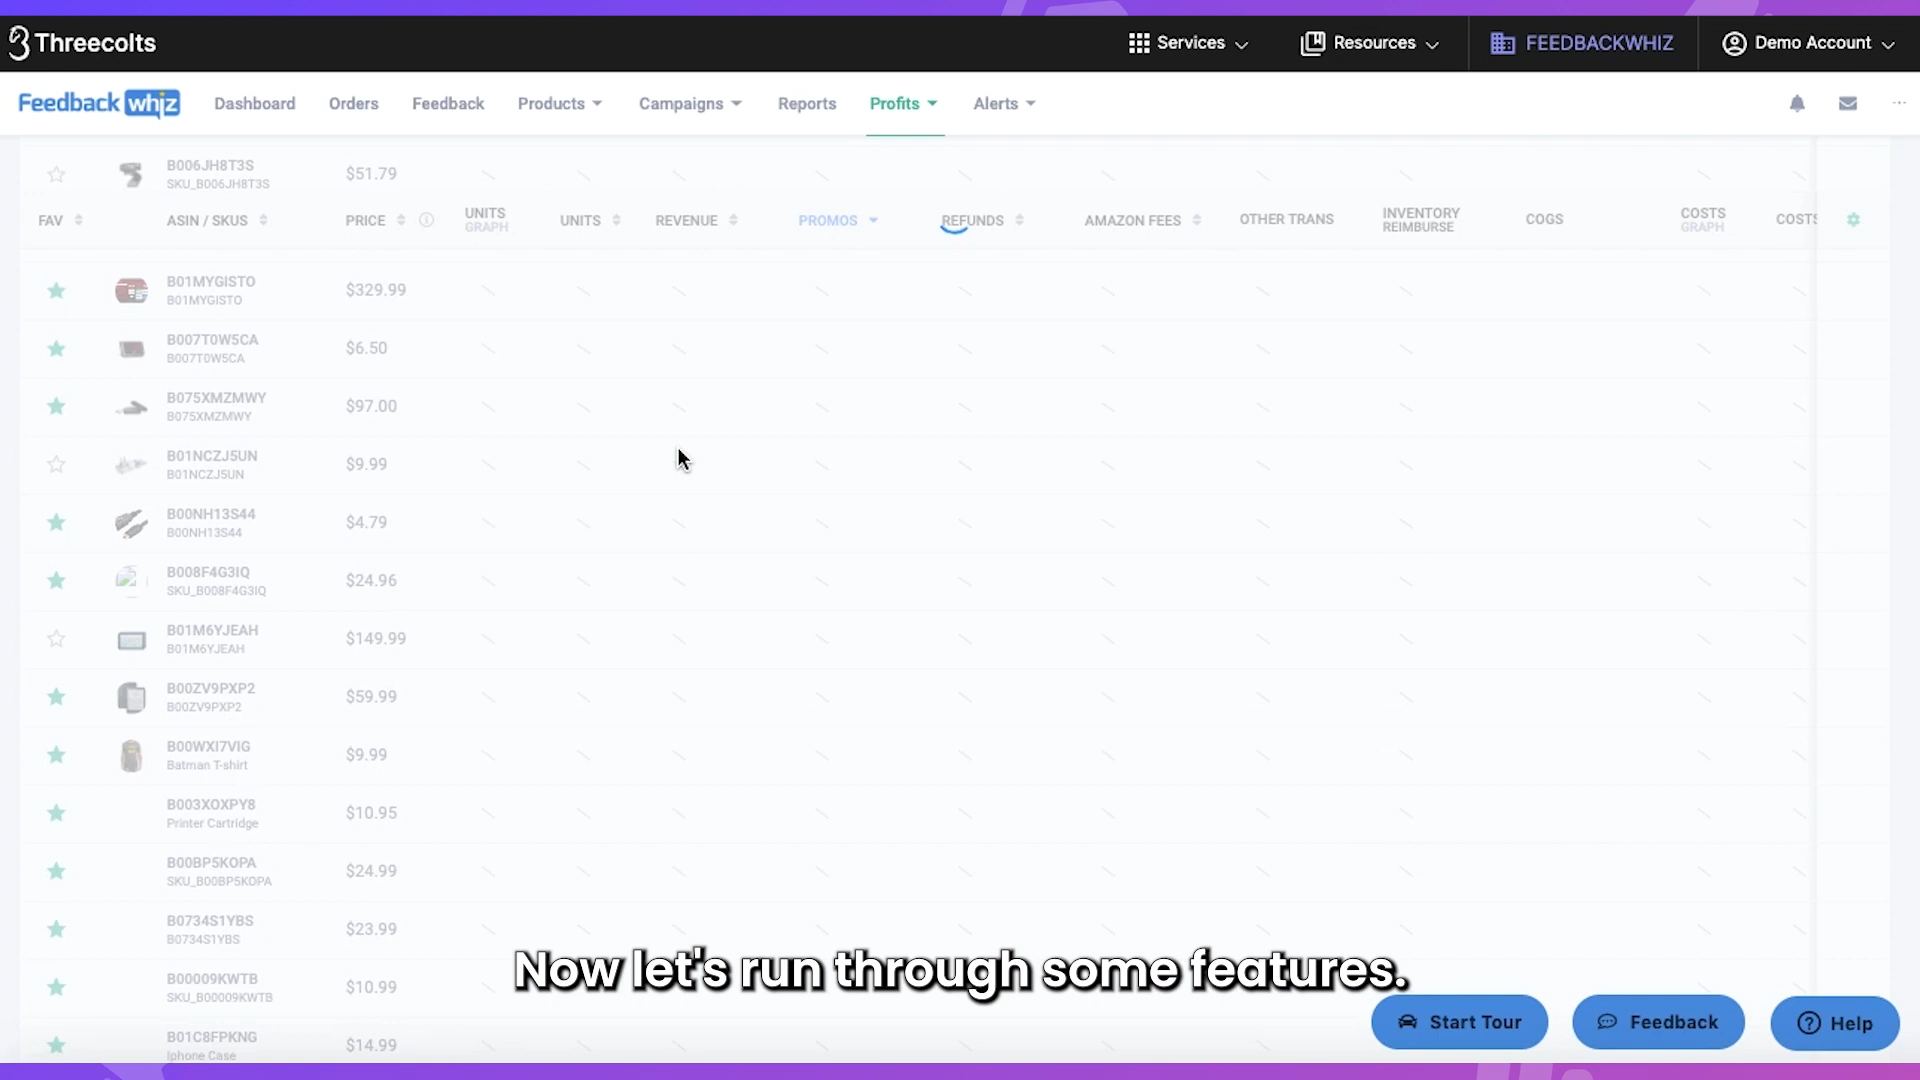 Threecolts
Services
Resources
FEEDBACKWHIZ
Demo Account
Feedback whiz
Dashboard
Orders
Feedback
Products
Campaigns
Reports
Profits
Alerts
B006JH8T3S
SKU_B006JH8T3S
$51.79
FAV
ASIN / SKUS
PRICE
UNITS
GRAPH
UNITS
REVENUE
PROMOS
REFUNDS
AMAZON FEES
OTHER TRANS
INVENTORY
REIMBURSE
COGS
COSTS
GRAPH
COSTS
B01MYGISTO
B01MYGISTO
$329.99
B007T0W5CA
B007T0W5CA
$6.50
B075XMZMWY
B075XMZMWY
$97.00
B01NCZJ5UN
B01NCZJ5UN
$9.99
B00NH13S44
B00NH13S44
$4.79
B008F4G3IQ
SKU_B008F4G3IQ
$24.96
B01M6YJEAH
B01M6YJEAH
$149.99
B00ZV9PXP2
B00ZV9PXP2
$59.99
B00WXI7VIG
Batman T-shirt
$9.99
B003XOXPY8
Printer Cartridge
$10.95
B00BP5KOPA
SKU_B00BP5KOPA
$24.99
B0734S1YBS
B0734S1YBS
$23.99
Now let's run through some features.
B00009KWTB
SKU_B00009KWTB
$10.99
Start Tour
Feedback
Help
B01C8FPKNG
Iphone Case
$14.99